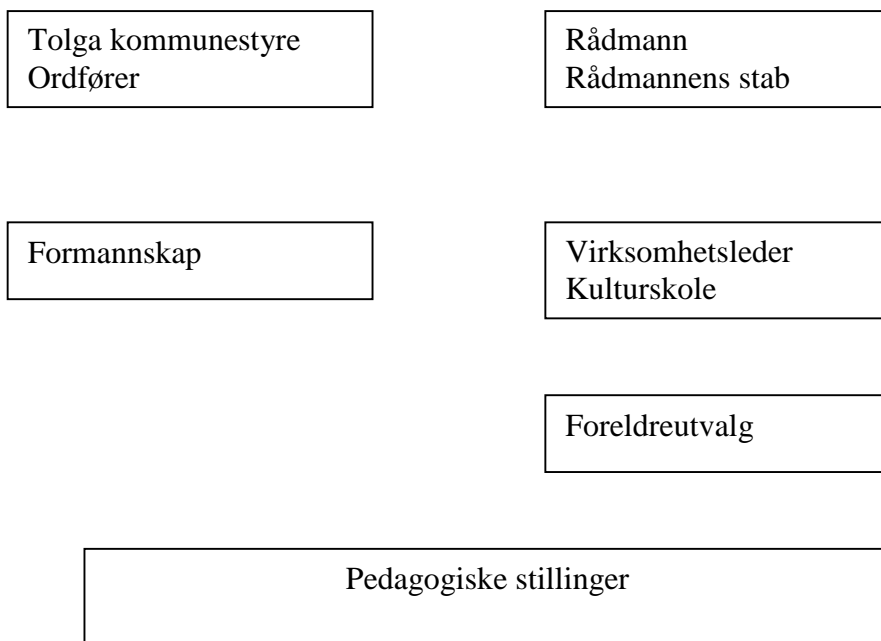 Tolga kommunestyre
Ordfører
Rådmann
Rådmannens stab
Formannskap
Virksomhetsleder
Kulturskole
Foreldreutvalg
Pedagogiske stillinger